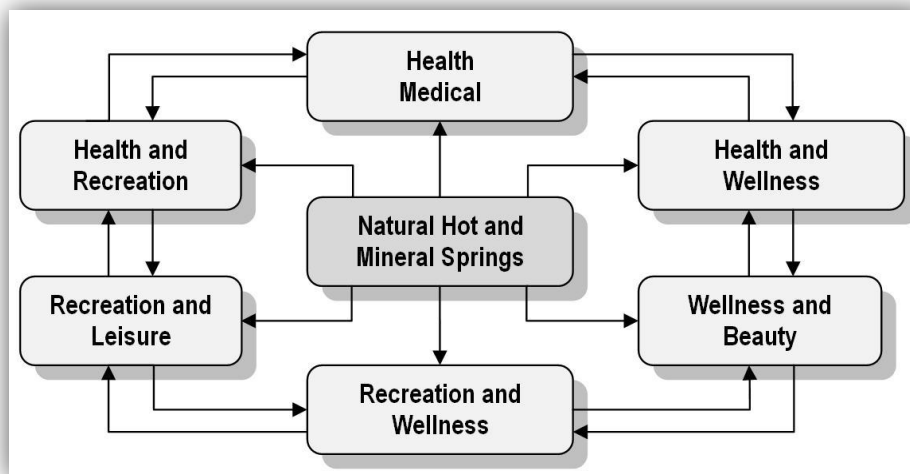 Health
Medical
Health and
Recreation
Health and
Wellness
Natural Hot and
Mineral Springs
Recreation and
Leisure
Wellness and
Beauty
Recreation and
Wellness